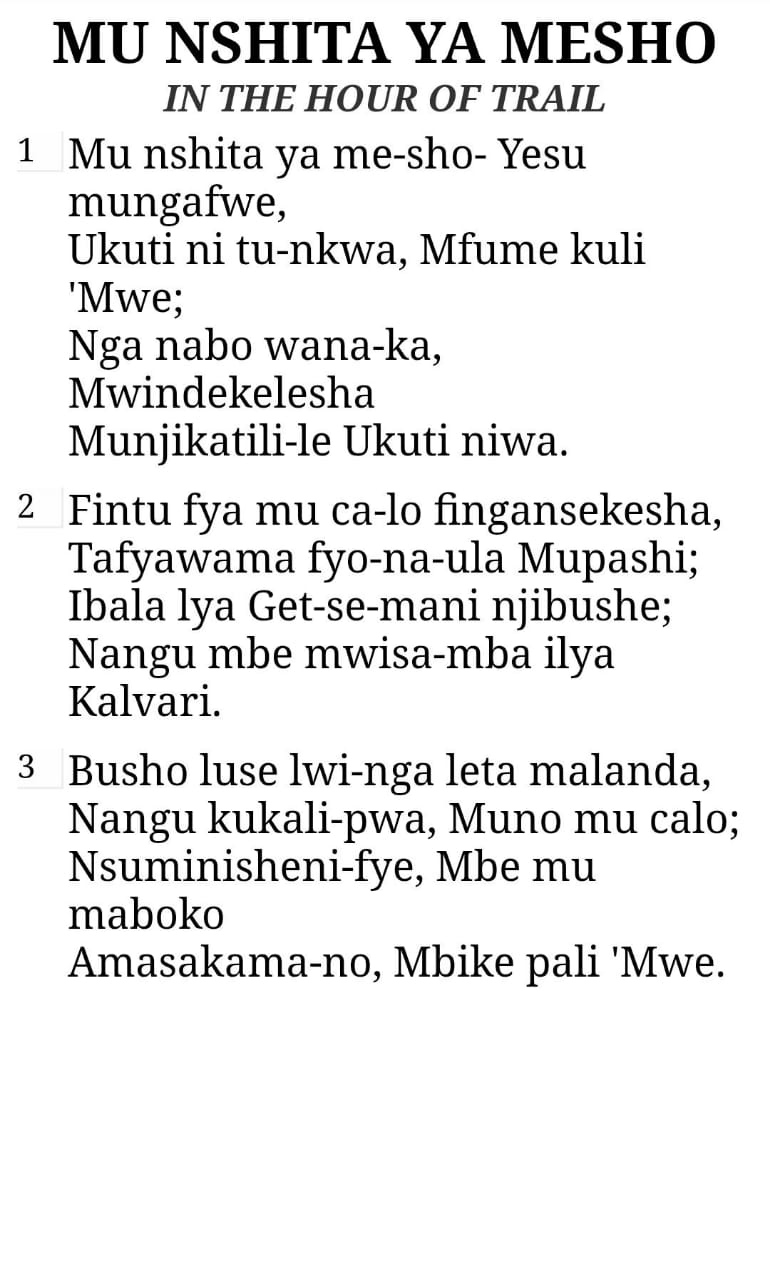 MU NSHITA YA MESHO
IN THE HOUR OF TRAIL
1 Mu nshita ya me-sho- Yesu
mungafwe,
Ukuti ni tu-nkwa, Mfume kuli
'Mwe;
Nga nabo wana-ka,
Mwindekelesha
Munjikatili-le Ukuti niwa.
2 Fintu fya mu ca-lo fingansekesha,
Tafyawama fyo-na-ula Mupashi;
Ibala lya Get-se-mani njibushe;
Nangu mbe mwisa-mba ilya
Kalvari.
3 Busho luse lwi-nga leta malanda,
Nangu kukali-pwa, Muno mu calo;
Nsuminisheni-fye, Mbe mu
maboko
Amasakama-no, Mbike pali 'Mwe.